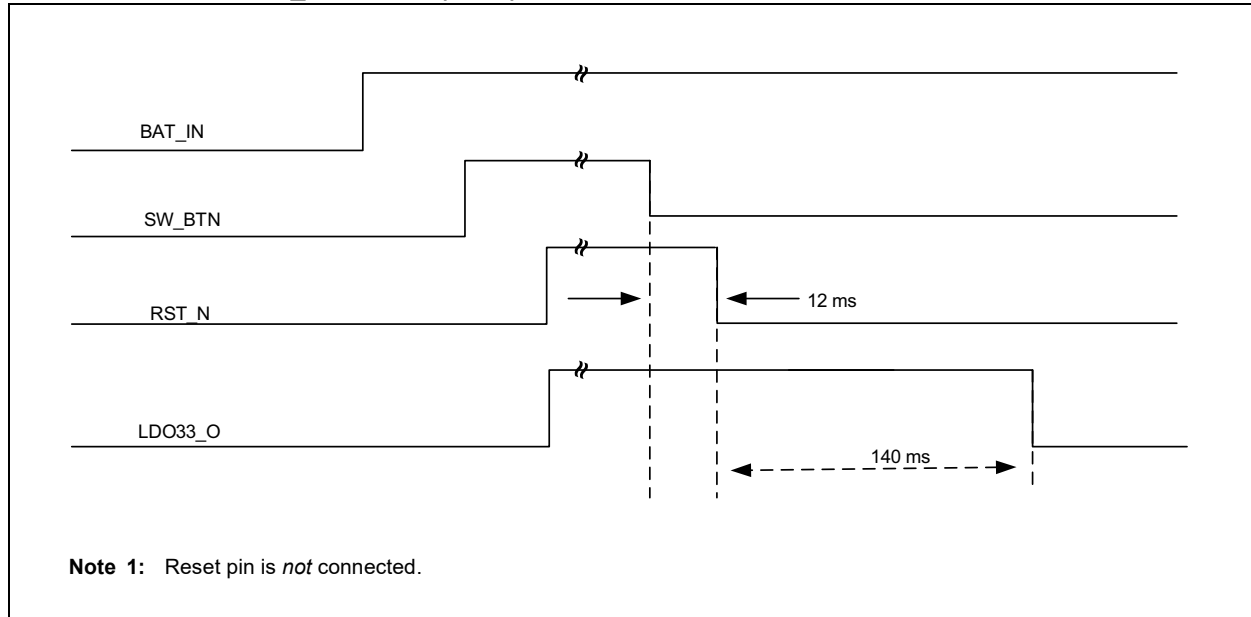 BAT_IN
SW_BTN
RST_N
12 ms
LDO33_O
140 ms
Note 1: Reset pin is not connected.